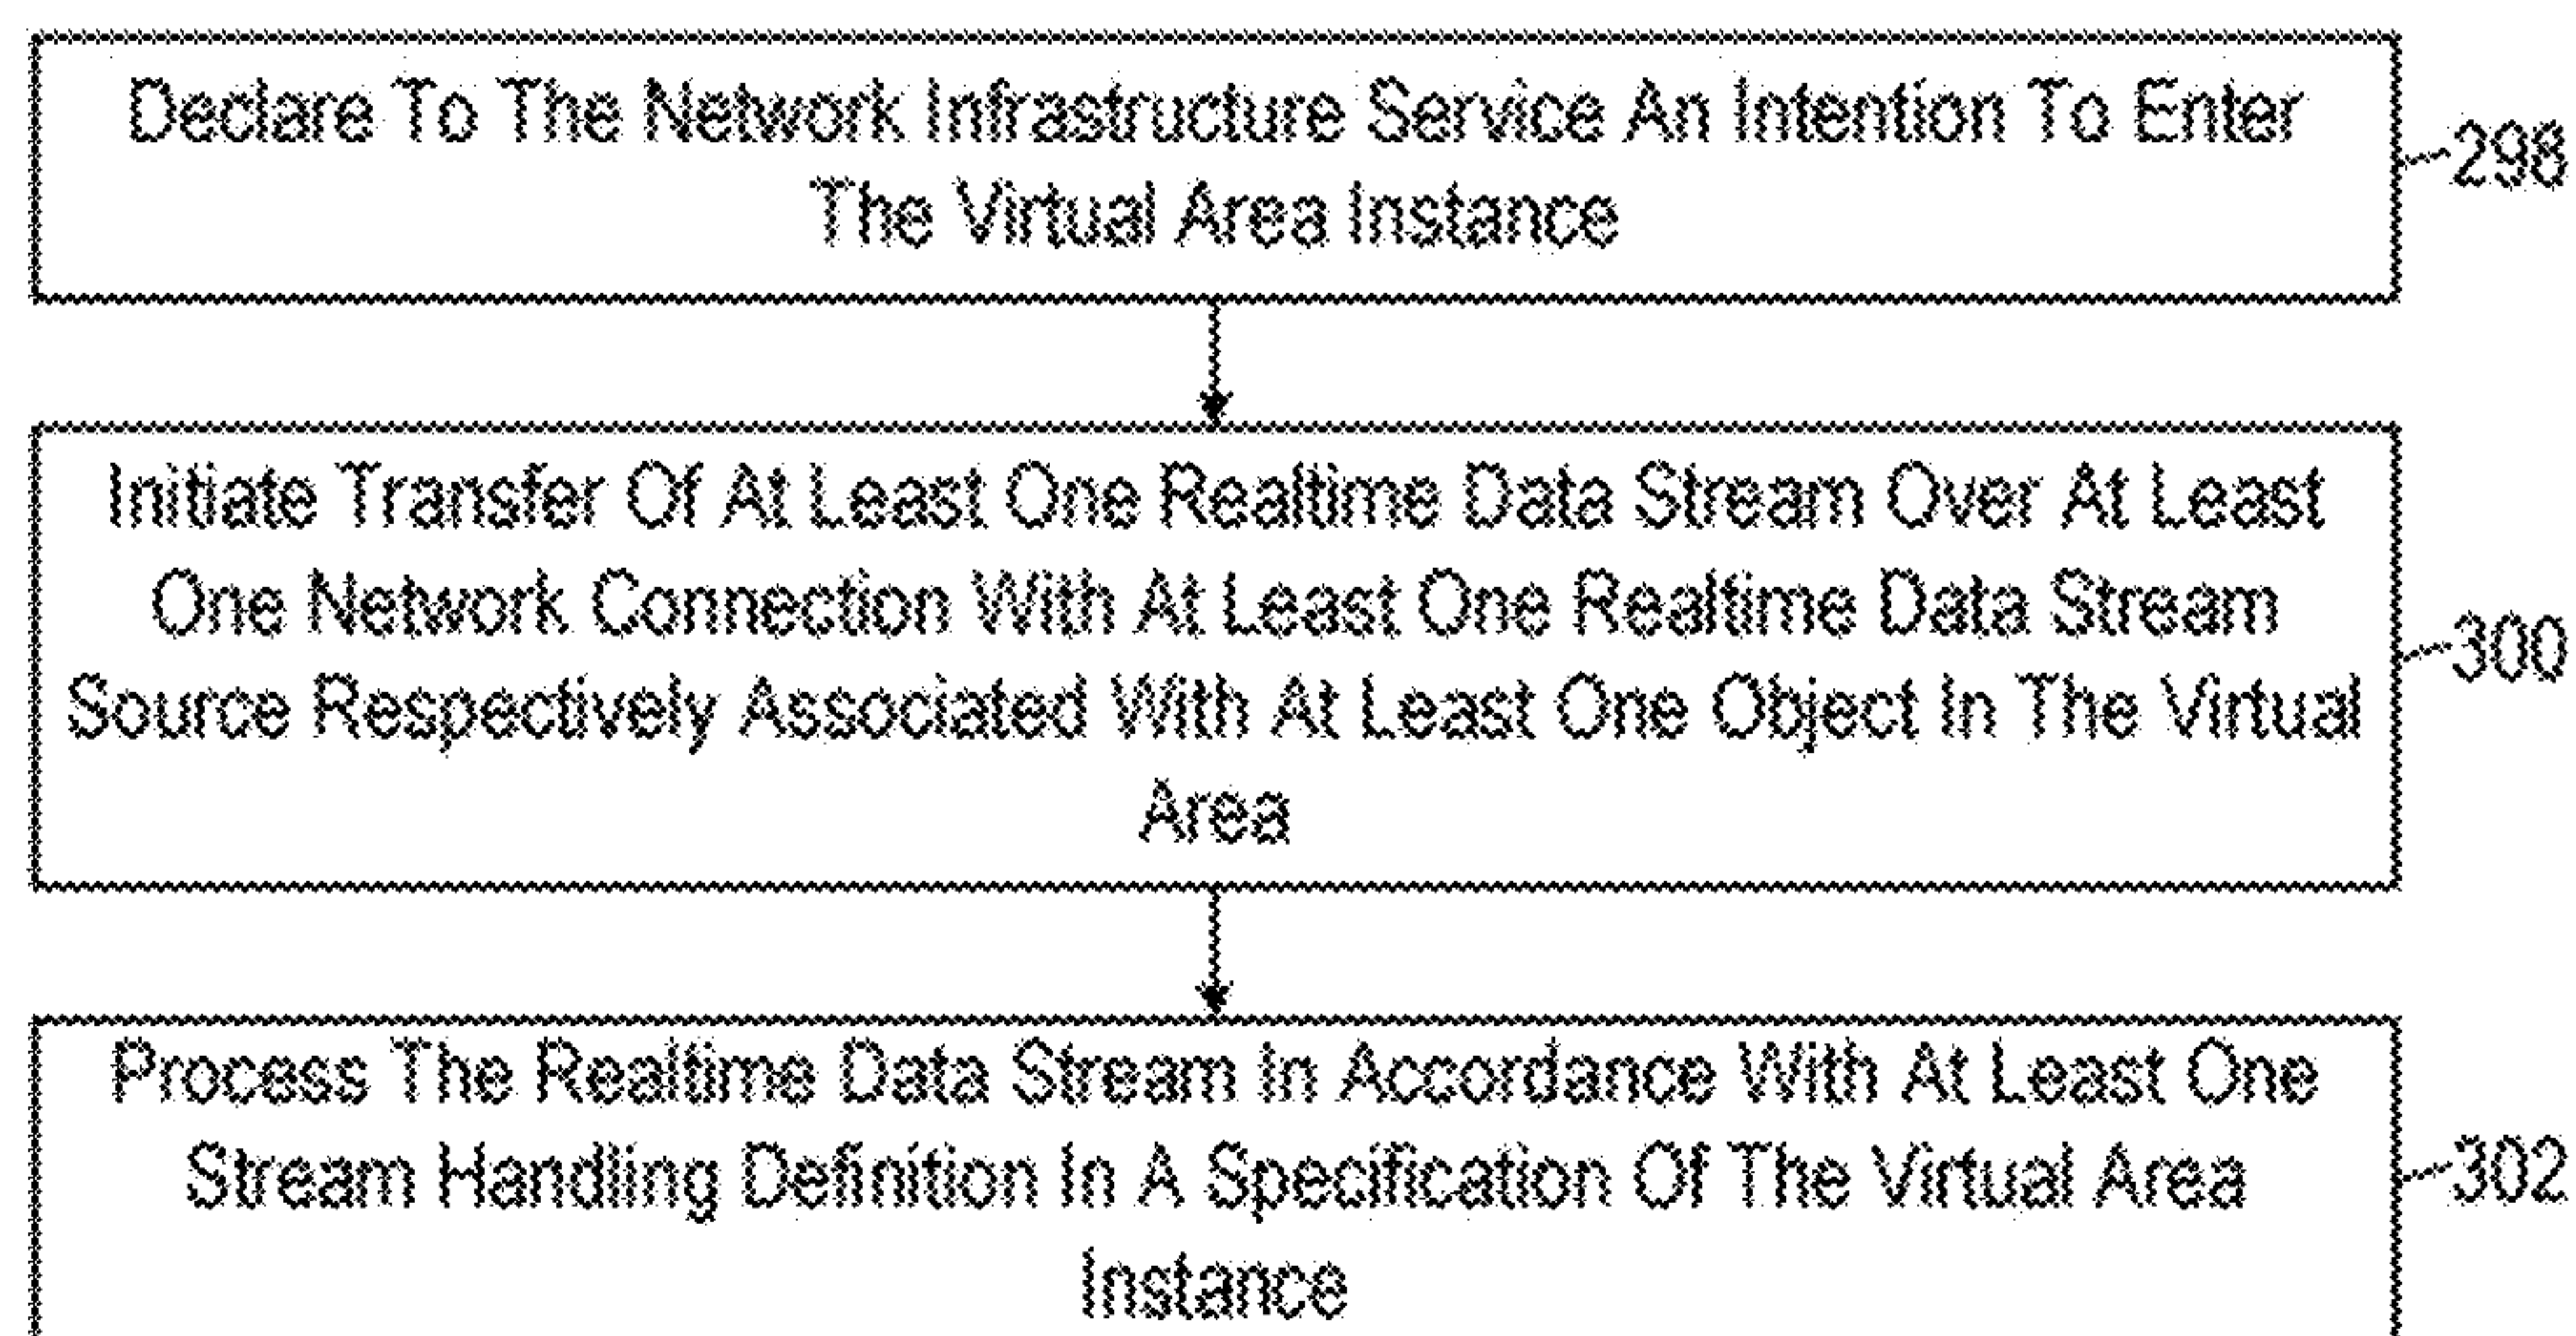 Declare To The Network Infrastructure Service An Intention To Enter
The Virtual Area Instance
298
Initiate Transfer Of At Least One Realtime Data Stream Over At Least
One Network Connection With At Least One Realtime Data Stream
Source Respectively Associated With At Least One Object In The Virtual
Area
300
Process The Realtime Data Stream In Accordance With At Least One
Stream Handling Definition In A Specification Of The Virtual Area
Instance
302